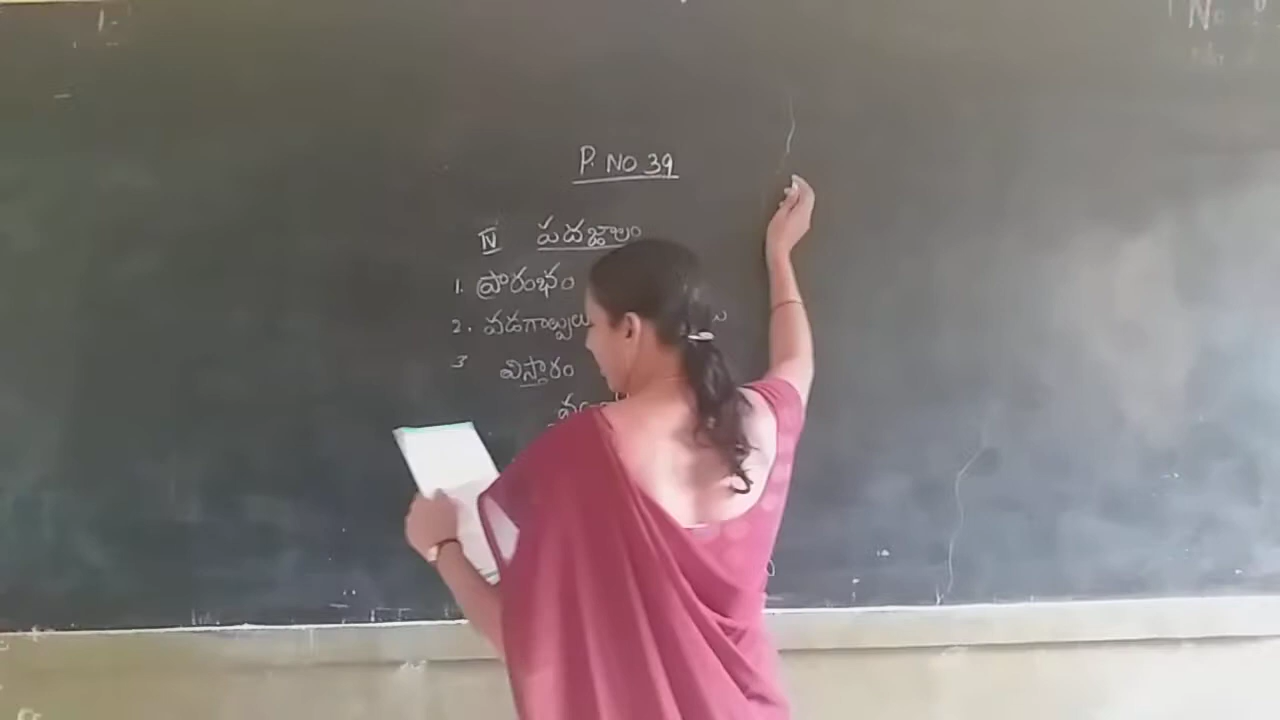 P. NO 39
IV పదజాలం
1. ప్రారంభం
2. వడగాల్పులు
3 విస్తారం